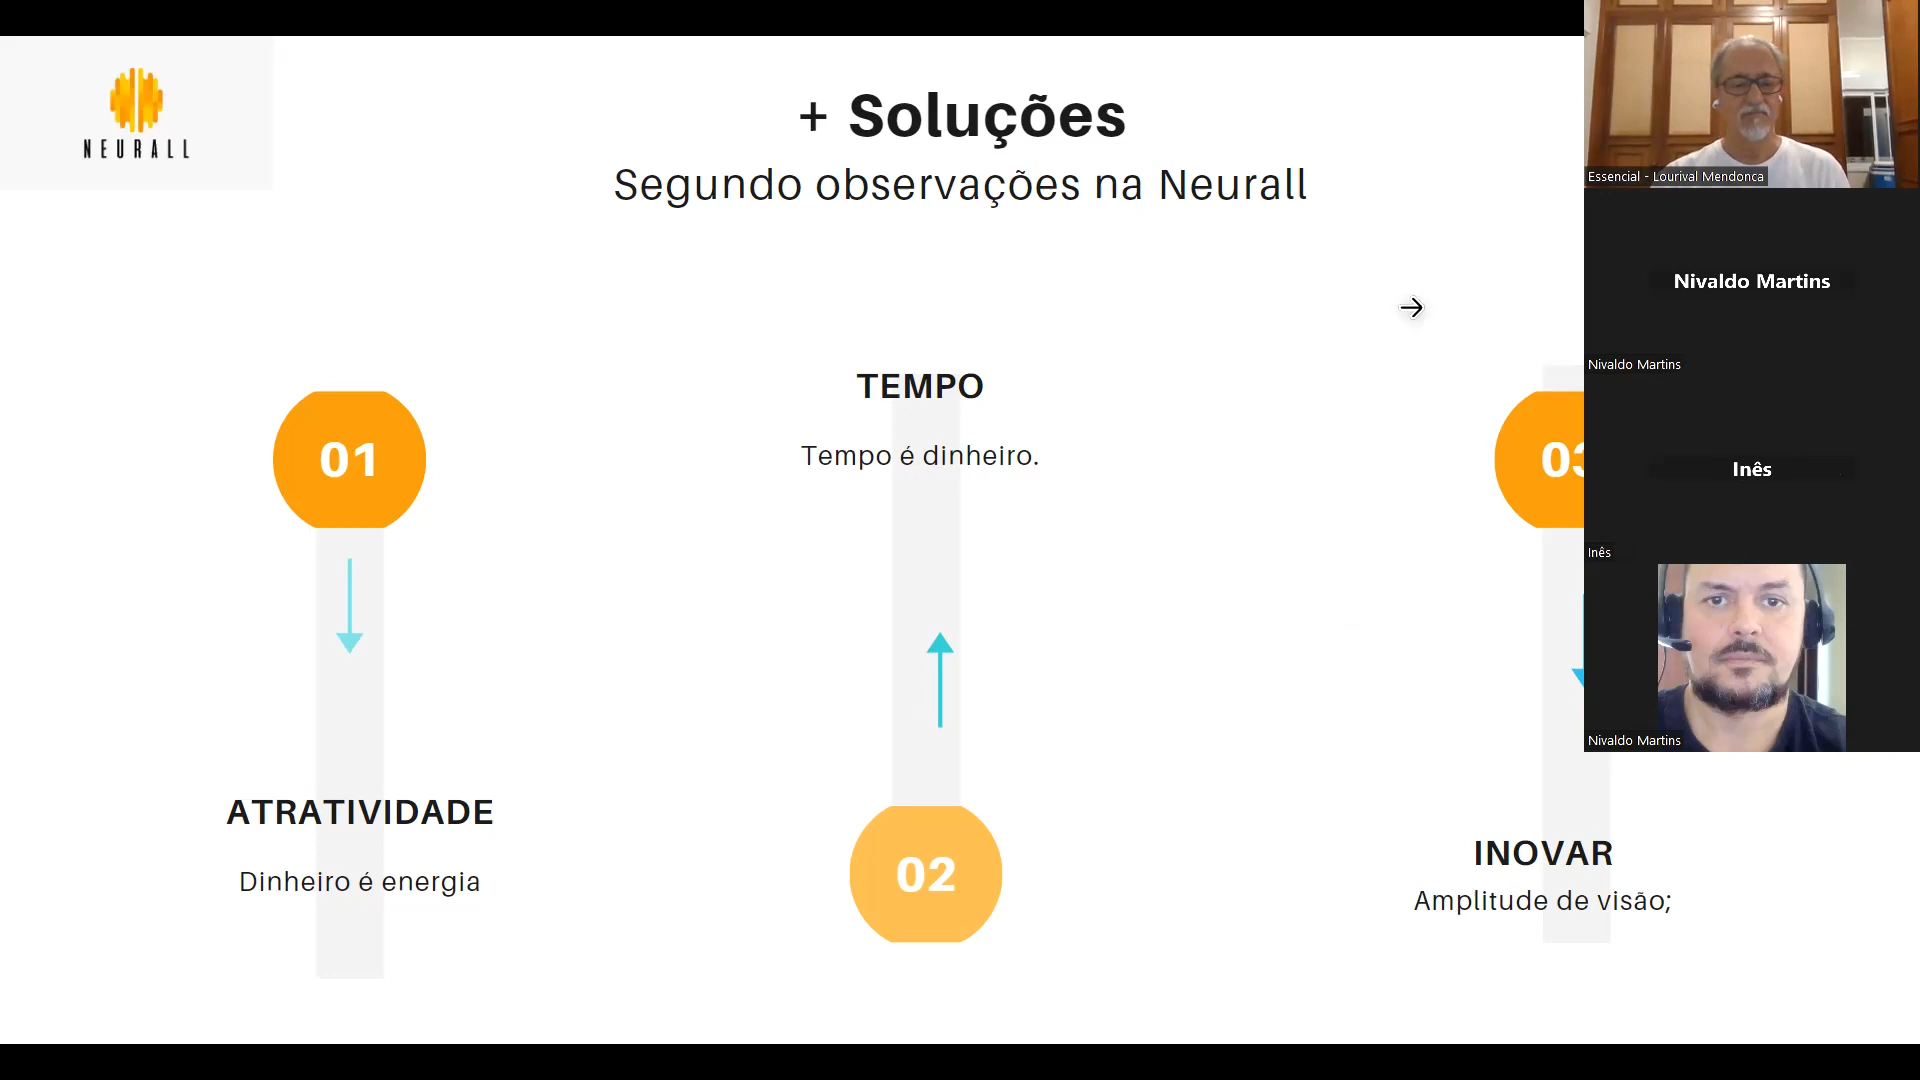 NEURALL
+ Soluções
Segundo observações na Neurall
01
ATRATIVIDADE
Dinheiro é energia
TEMPO
Tempo é dinheiro.
02
INOVAR
Amplitude de visão;
Essencial - Lourival Mendonca
Nivaldo Martins
Nivaldo Martins
Inês
Inês
Nivaldo Martins